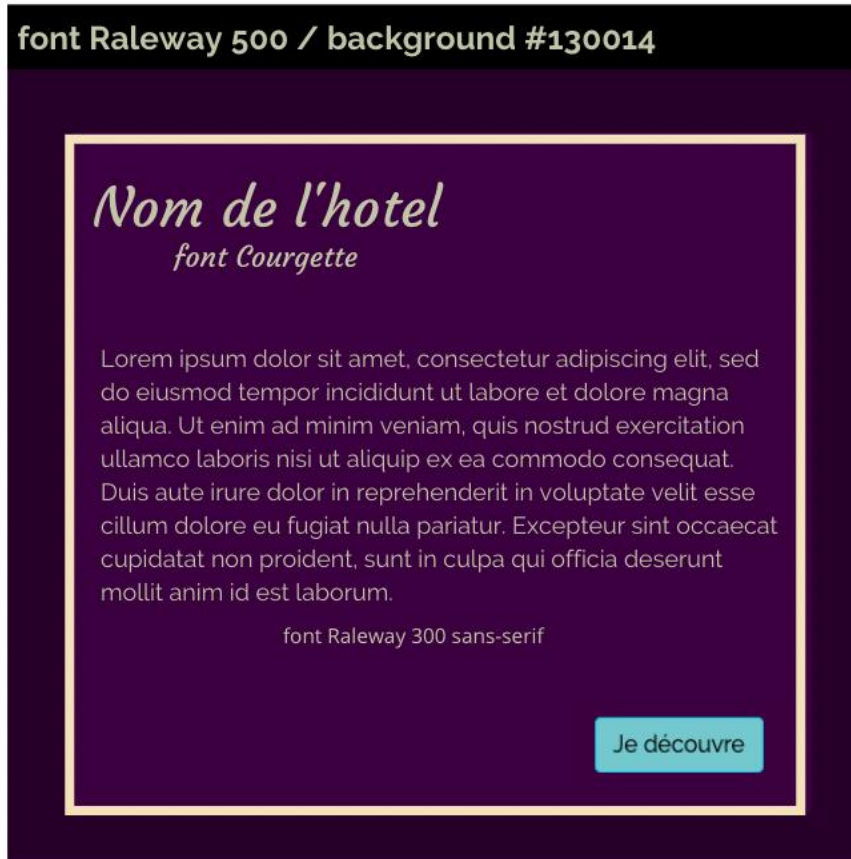 font Raleway 500 / background #130014
Nom de l'hotel
font Courgette
Lorem ipsum dolor sit amet, consectetur adipiscing elit, sed
do eiusmod tempor incididunt ut labore et dolore magna
aliqua. Ut enim ad minim veniam, quis nostrud exercitation
ullamco laboris nisi ut aliquip ex ea commodo consequat.
Duis aute irure dolor in reprehenderit in voluptate velit esse
cillum dolore eu fugiat nulla pariatur. Excepteur sint occaecat
cupidatat non proident, sunt in culpa qui officia deserunt
mollit anim id est laborum.
font Raleway 300 sans-serif
Je découvre